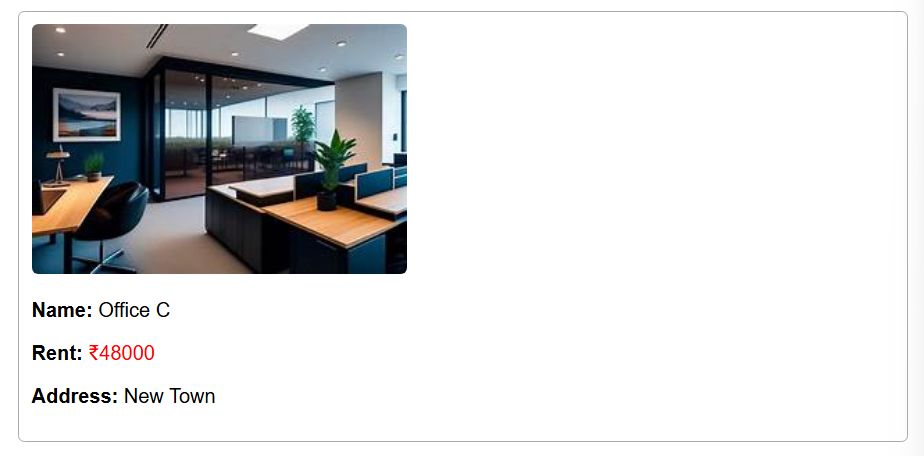 Name: Office C
Rent: ₹48000
Address: New Town